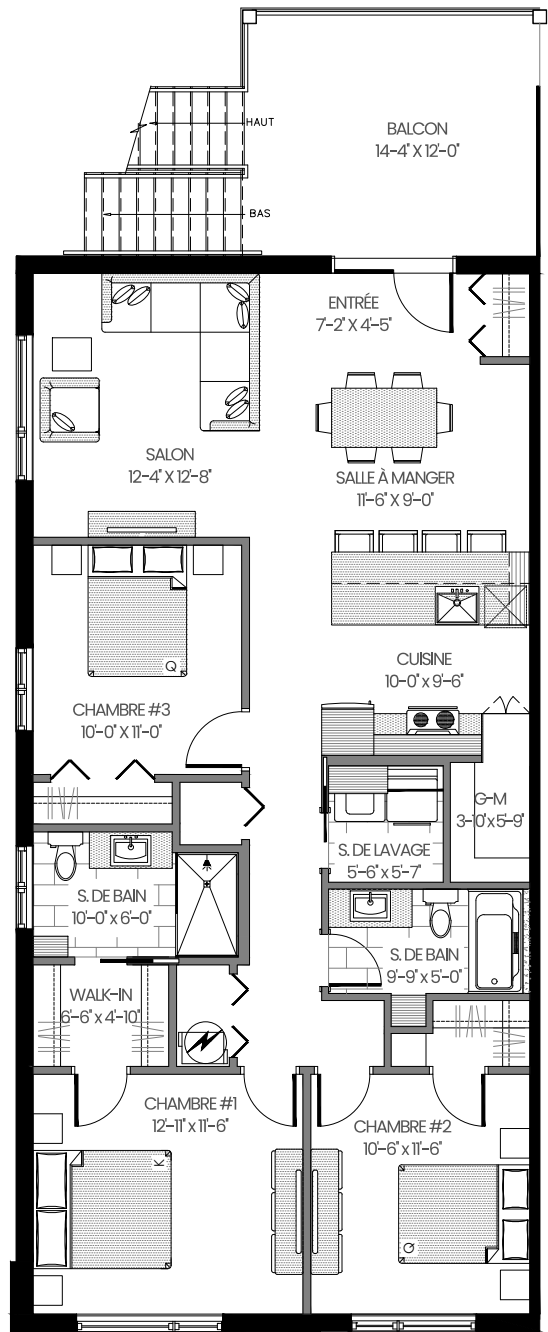 HAUT
BALCON
14'-4" X 12'-0"
BAS
ENTRÉE
7'-2" X 4'-5"
SALON
12'-4" X 12'-8"
SALLE À MANGER
11'-6" X 9'-0"
CUISINE
10'-0" x 9'-6"
CHAMBRE #3
10'-0" X 11'-0"
Q
G-M
3'-10" x 5'-9"
S. DE LAVAGE
5'-6" x 5'-7"
S. DE BAIN
10'-0" x 6'-0"
S. DE BAIN
9'-9" x 5'-0"
WALK-IN
6'-6" x 4'-10"
CHAMBRE #1
12'-11" x 11'-6"
K
CHAMBRE #2
10'-6" x 11'-6"
Q